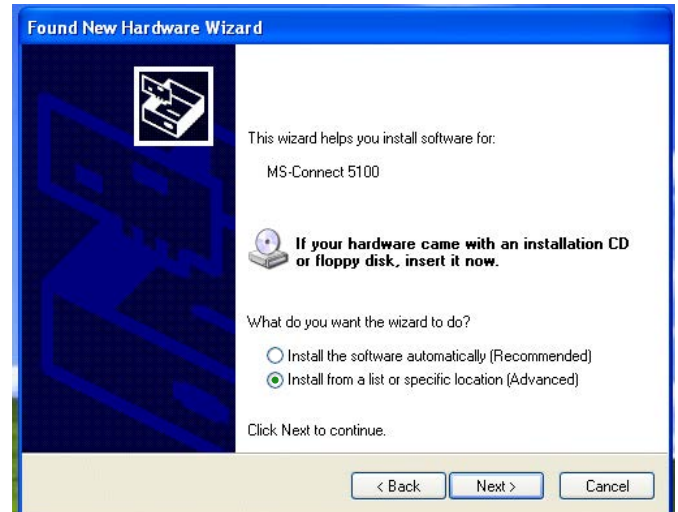 Found New Hardware Wizard
This wizard helps you install software for:
MS-Connect 5100
If your hardware came with an installation CD
or floppy disk, insert it now.
What do you want the wizard to do?
Install the software automatically (Recommended)
Install from a list or specific location (Advanced)
Click Next to continue.
< Back Next > Cancel